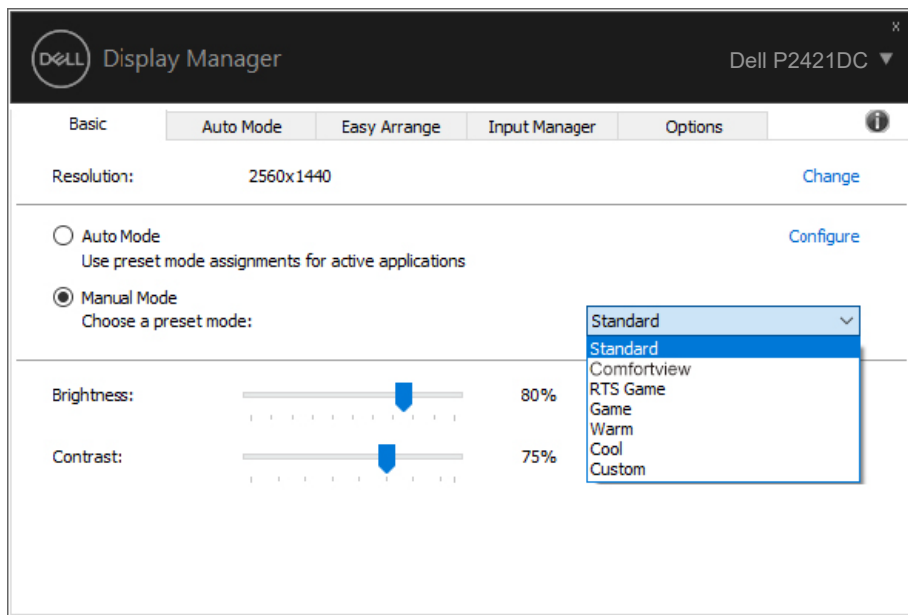 x
DELL Display Manager
Dell P2421DC ▼
Basic Auto Mode Easy Arrange Input Manager Options i
Resolution: 2560x1440 Change
Auto Mode Configure
Use preset mode assignments for active applications
Manual Mode
Choose a preset mode: Standard
Standard
Comfortview
RTS Game
Game
Warm
Cool
Custom
Brightness: 80%
Contrast: 75%